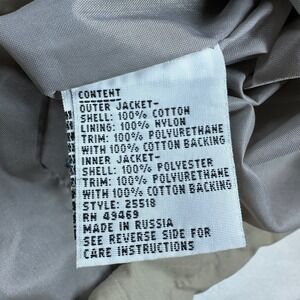 CONTENT
OUTER JACKET-
SHELL: 100% COTTON
LINING: 100% NYLON
TRIM: 100% POLYURETHANE
WITH 100% COTTON BACKING
INNER JACKET-
SHELL: 100% POLYESTER
TRIM: 100% POLYURETHANE
WITH 100% COTTON BACKING
STYLE: 25518
RN 49469
MADE IN RUSSIA
SEE REVERSE SIDE FOR
CARE INSTRUCTIONS